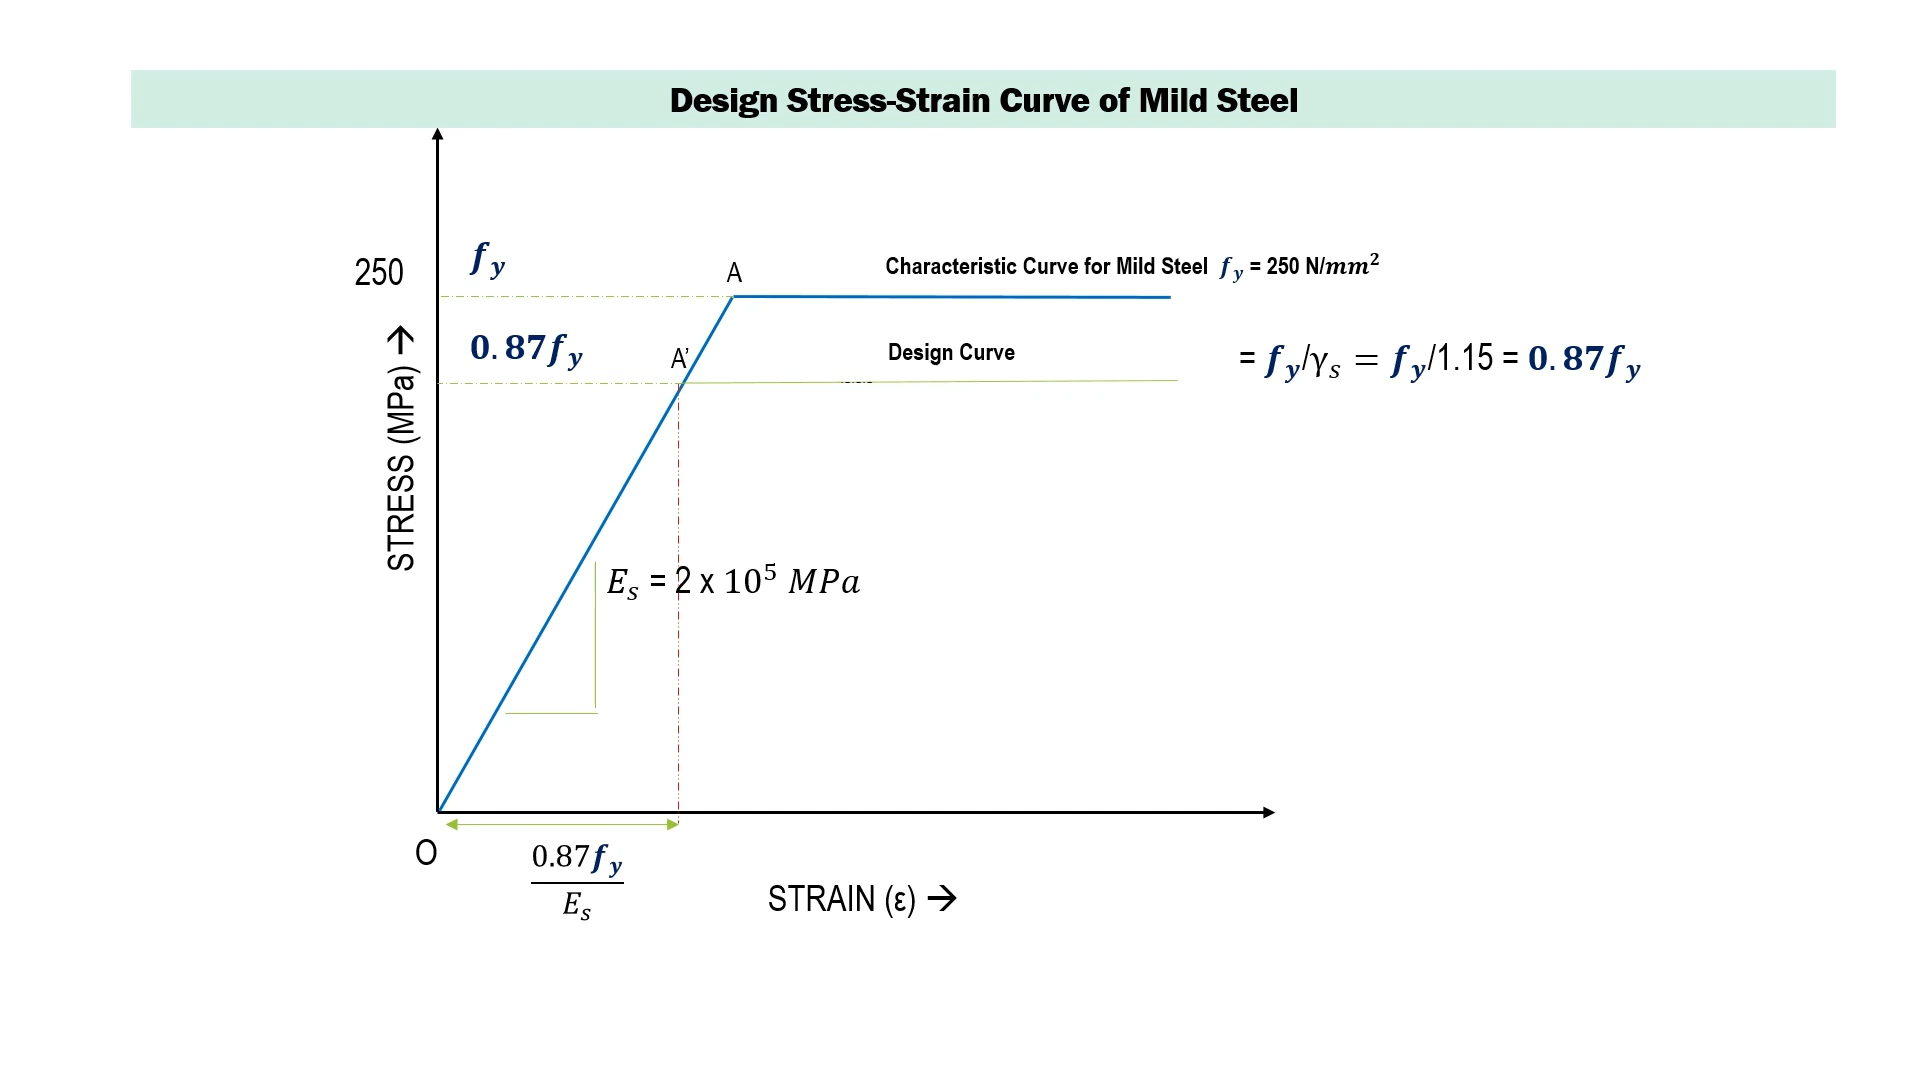 Design Stress-Strain Curve of Mild Steel
250
f_y
A
Characteristic Curve for Mild Steel f_y = 250 N/mm²
0.87f_y
A’
Design Curve
= f_y/γ_s = f_y/1.15 = 0.87f_y
STRESS (MPa) →
E_s = 2 x 10⁵ MPa
O
0.87f_y
E_s
STRAIN (ε) →